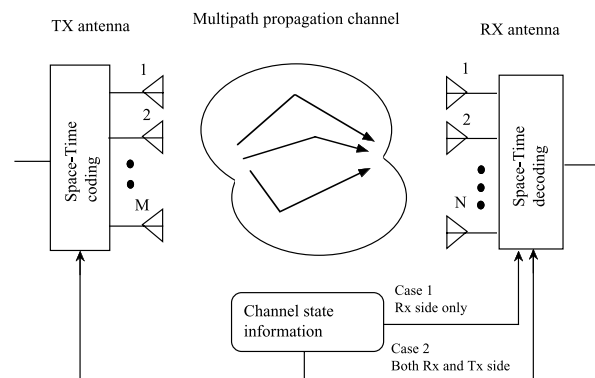 Multipath propagation channel
TX antenna
RX antenna
1
2
M
Space-Time
coding
1
2
N
Space-Time
decoding
Channel state
information
Case 1
Rx side only
Case 2
Both Rx and Tx side